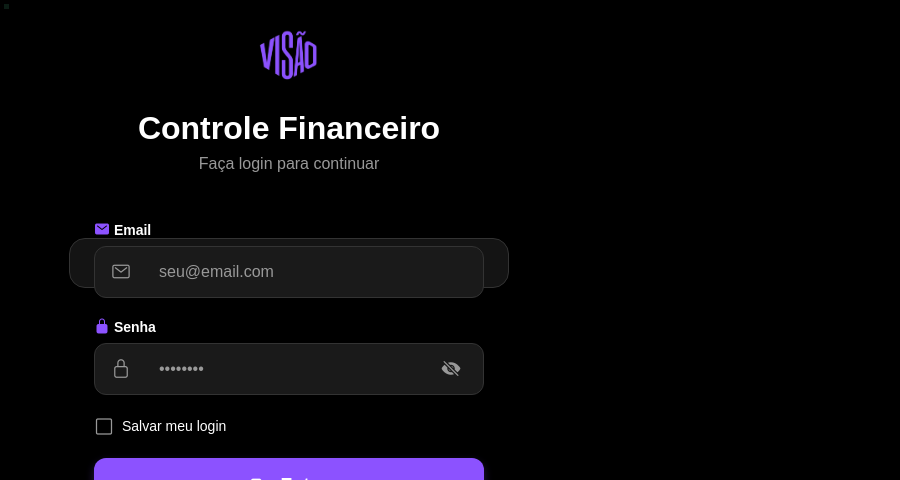 VISÃO
Controle Financeiro
Faça login para continuar
Email
seu@email.com
Senha
••••••••
Salvar meu login